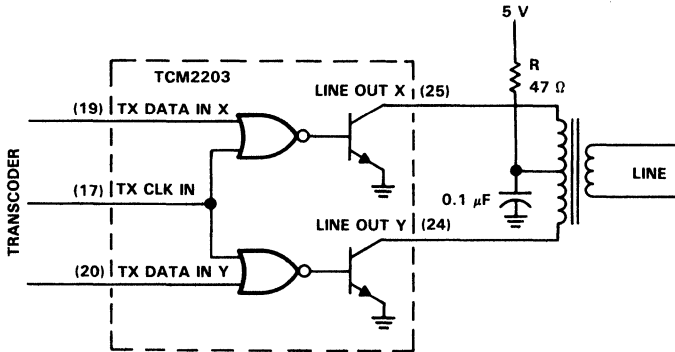 5 V
R
47 Ω
TCM2203
LINE OUT X (25)
(19) TX DATA IN X
TRANSCODER
(17) TX CLK IN
LINE
0.1 μF
LINE OUT Y (24)
(20) TX DATA IN Y